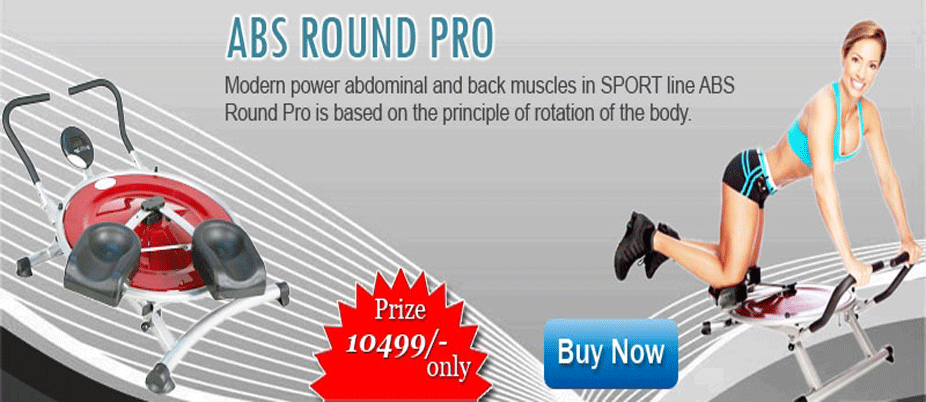 ABS ROUND PRO
Modern power abdominal and back muscles in SPORT line ABS
Round Pro is based on the principle of rotation of the body.
Prize
10499/-
only
Buy Now